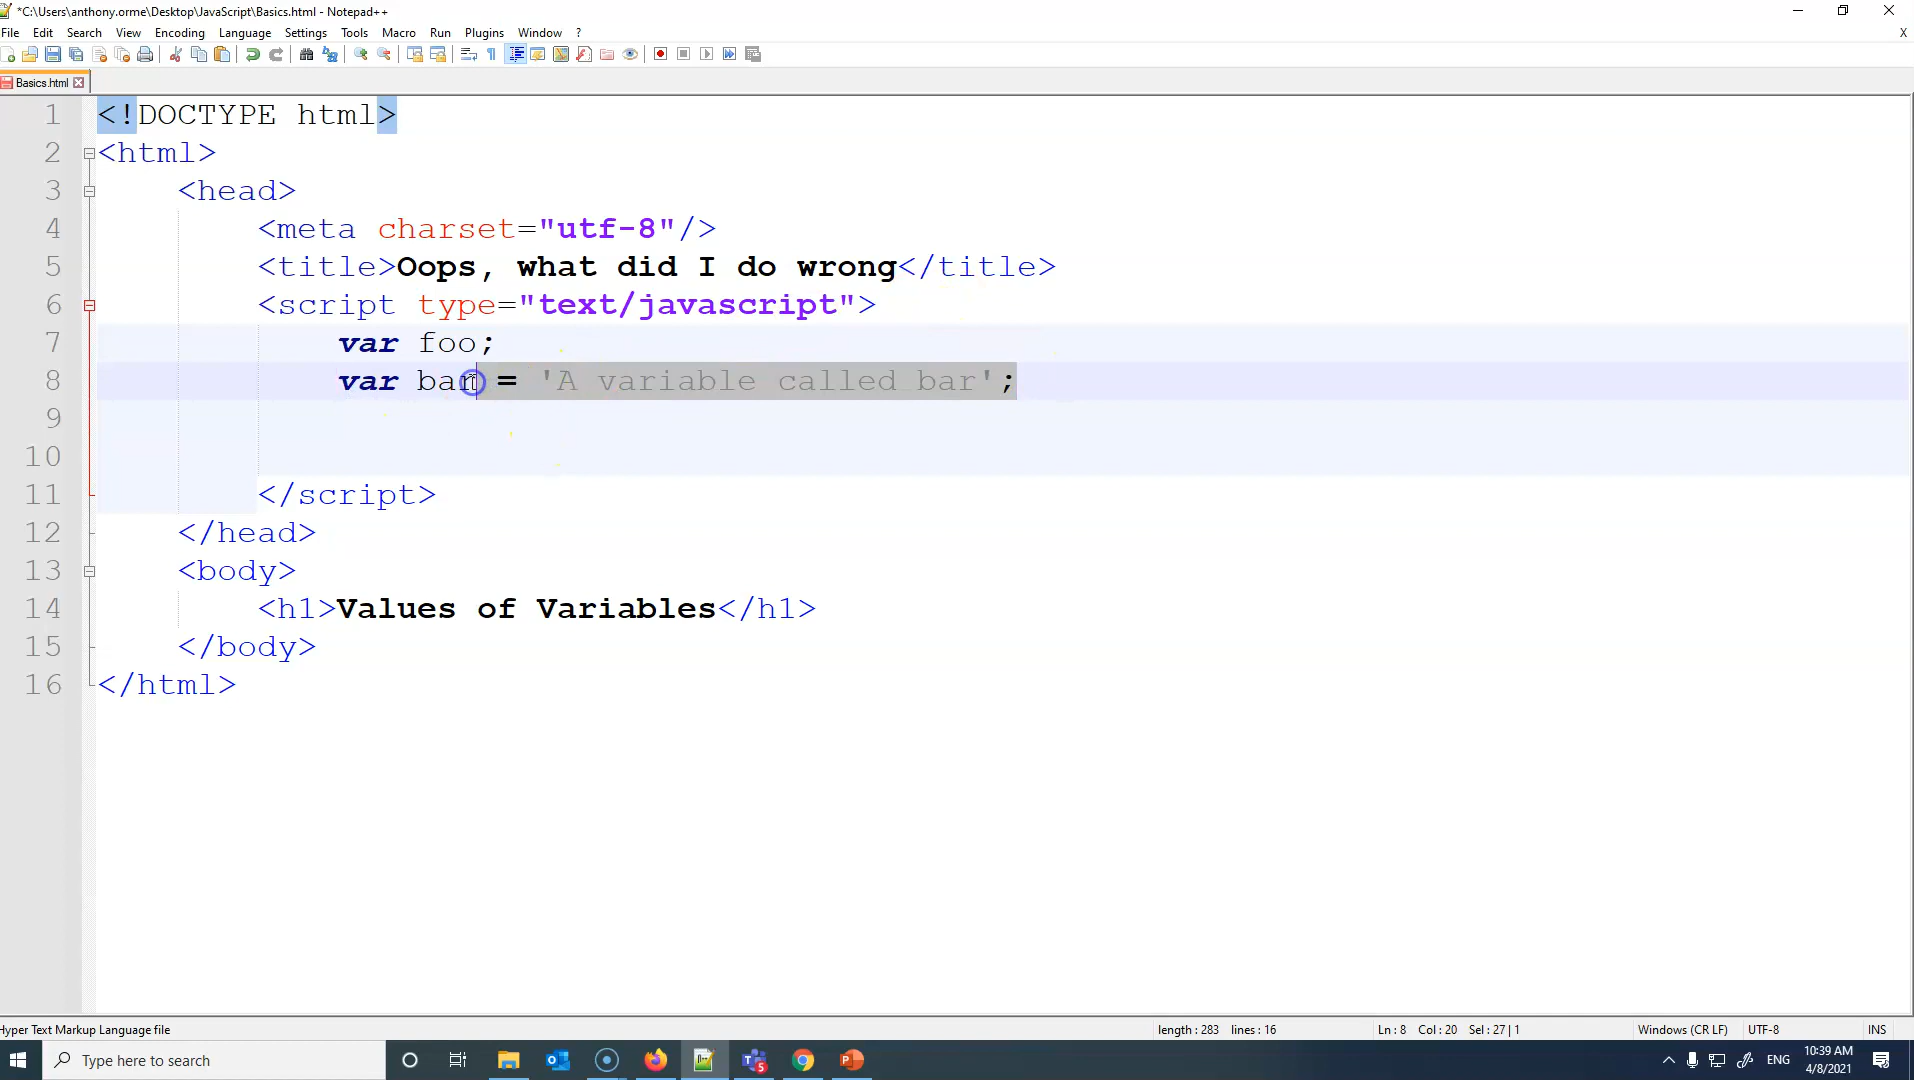 *C:\Users\anthony.orme\Desktop\JavaScript\Basics.html - Notepad++
File Edit Search View Encoding Language Settings Tools Macro Run Plugins Window ? X
Basics.html
1 <!DOCTYPE html>
2 <html>
3 <head>
4 <meta charset="utf-8"/>
5 <title>Oops, what did I do wrong</title>
6 <script type="text/javascript">
7 var foo;
8 var bar = 'A variable called bar';
9
10
11 </script>
12 </head>
13 <body>
14 <h1>Values of Variables</h1>
15 </body>
16 </html>
Hyper Text Markup Language file length : 283 lines : 16 Ln : 8 Col : 20 Sel : 27 | 1 Windows (CR LF) UTF-8 INS
Type here to search 5 ENG 10:39 AM
4/8/2021